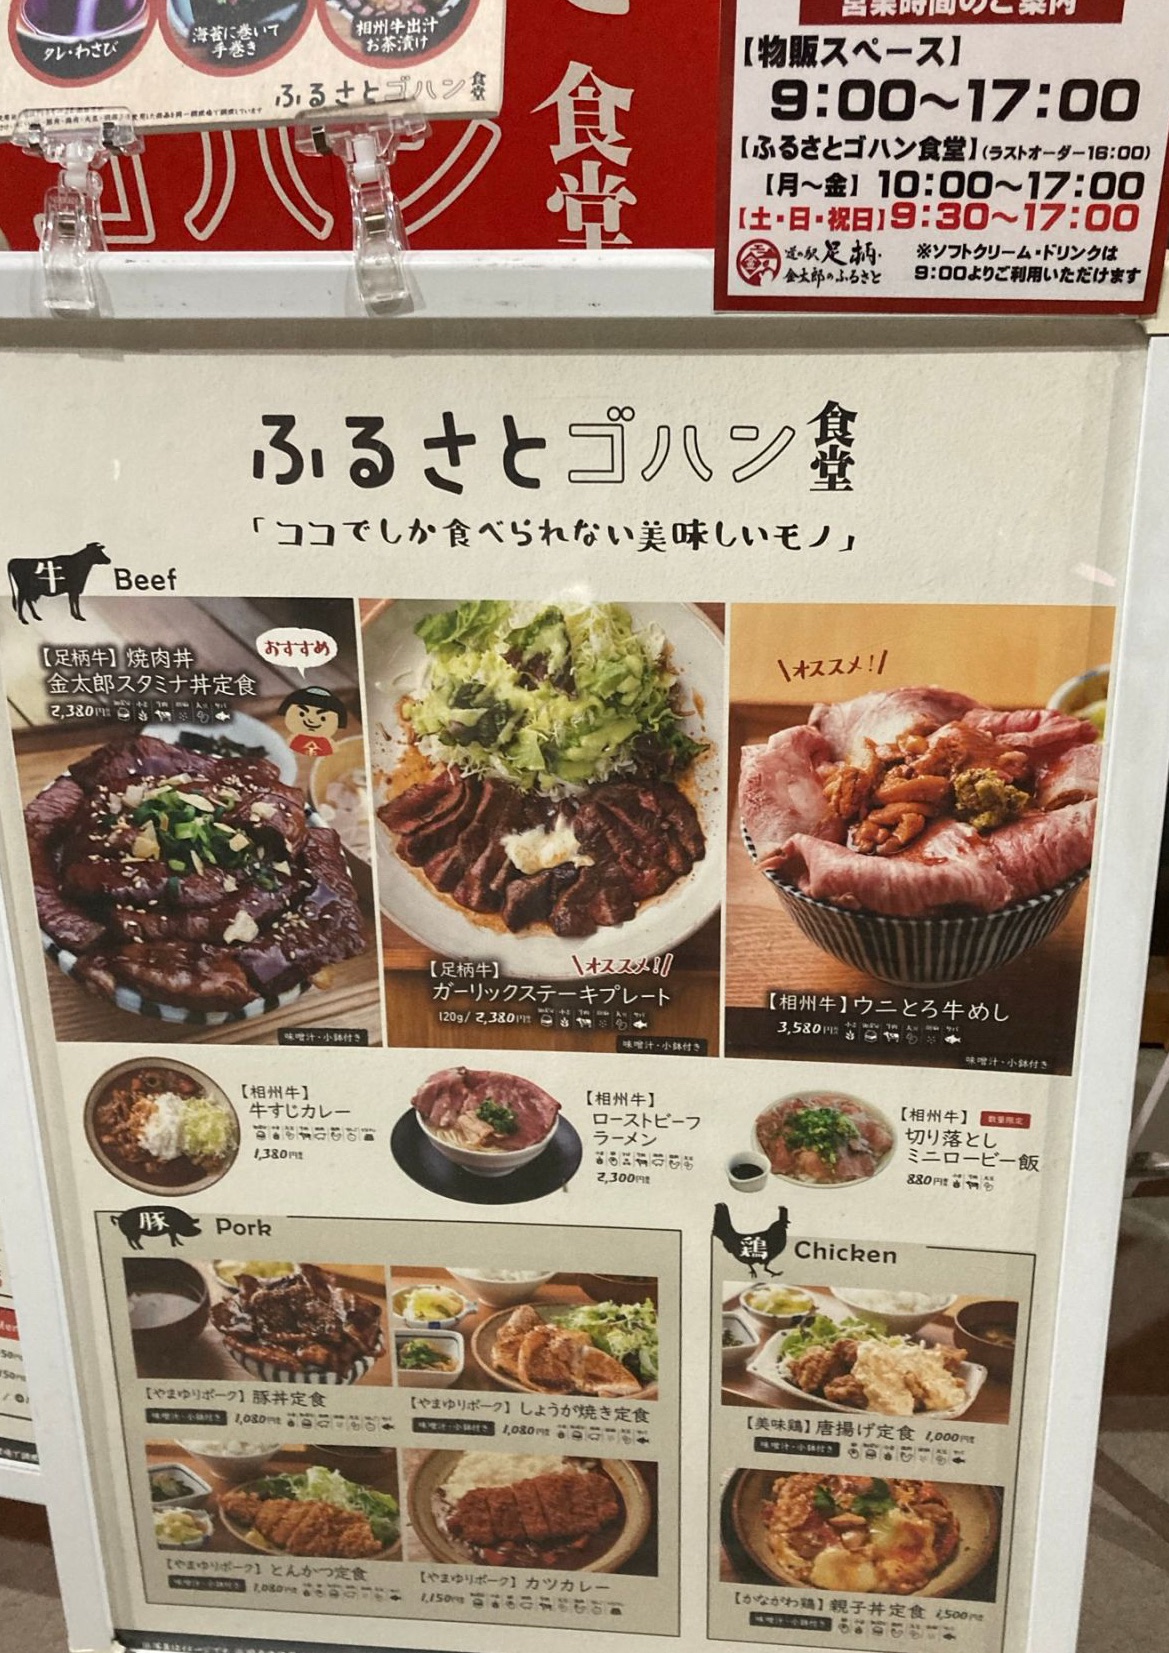 タレ・わさび
海苔に巻いて
手巻き
相州牛出汁
お茶漬け
ふるさとゴハン食堂
ゴハン
食堂
営業時間のご案内
【物販スペース】
9:00～17:00
【ふるさとゴハン食堂】(ラストオーダー16:00)
【月～金】10:00～17:00
【土・日・祝日】9:30～17:00
道の駅 足柄・
金太郎のふるさと
※ソフトクリーム・ドリンクは
9:00よりご利用いただけます
ふるさとゴハン食堂
「ココでしか食べられない美味しいモノ」
牛 Beef
【足柄牛】焼肉丼
金太郎スタミナ丼定食
2,380円
おすすめ
金
味噌汁・小鉢付き
オススメ!
【足柄牛】
ガーリックステーキプレート
120g/2,380円
味噌汁・小鉢付き
オススメ!
【相州牛】ウニとろ牛めし
3,580円
味噌汁・小鉢付き
【相州牛】
牛すじカレー
1,380円
【相州牛】
ローストビーフ
ラーメン
2,300円
【相州牛】 数量限定
切り落とし
ミニロービー飯
880円
豚 Pork
【やまゆりポーク】豚丼定食
味噌汁・小鉢付き 1,080円
【やまゆりポーク】しょうが焼き定食
味噌汁・小鉢付き 1,080円
【やまゆりポーク】とんかつ定食
味噌汁・小鉢付き 1,080円
【やまゆりポーク】カツカレー
1,150円
鶏 Chicken
【美味鶏】唐揚げ定食 1,000円
味噌汁・小鉢付き
【かながわ鶏】親子丼定食 1,500円
味噌汁・小鉢付き